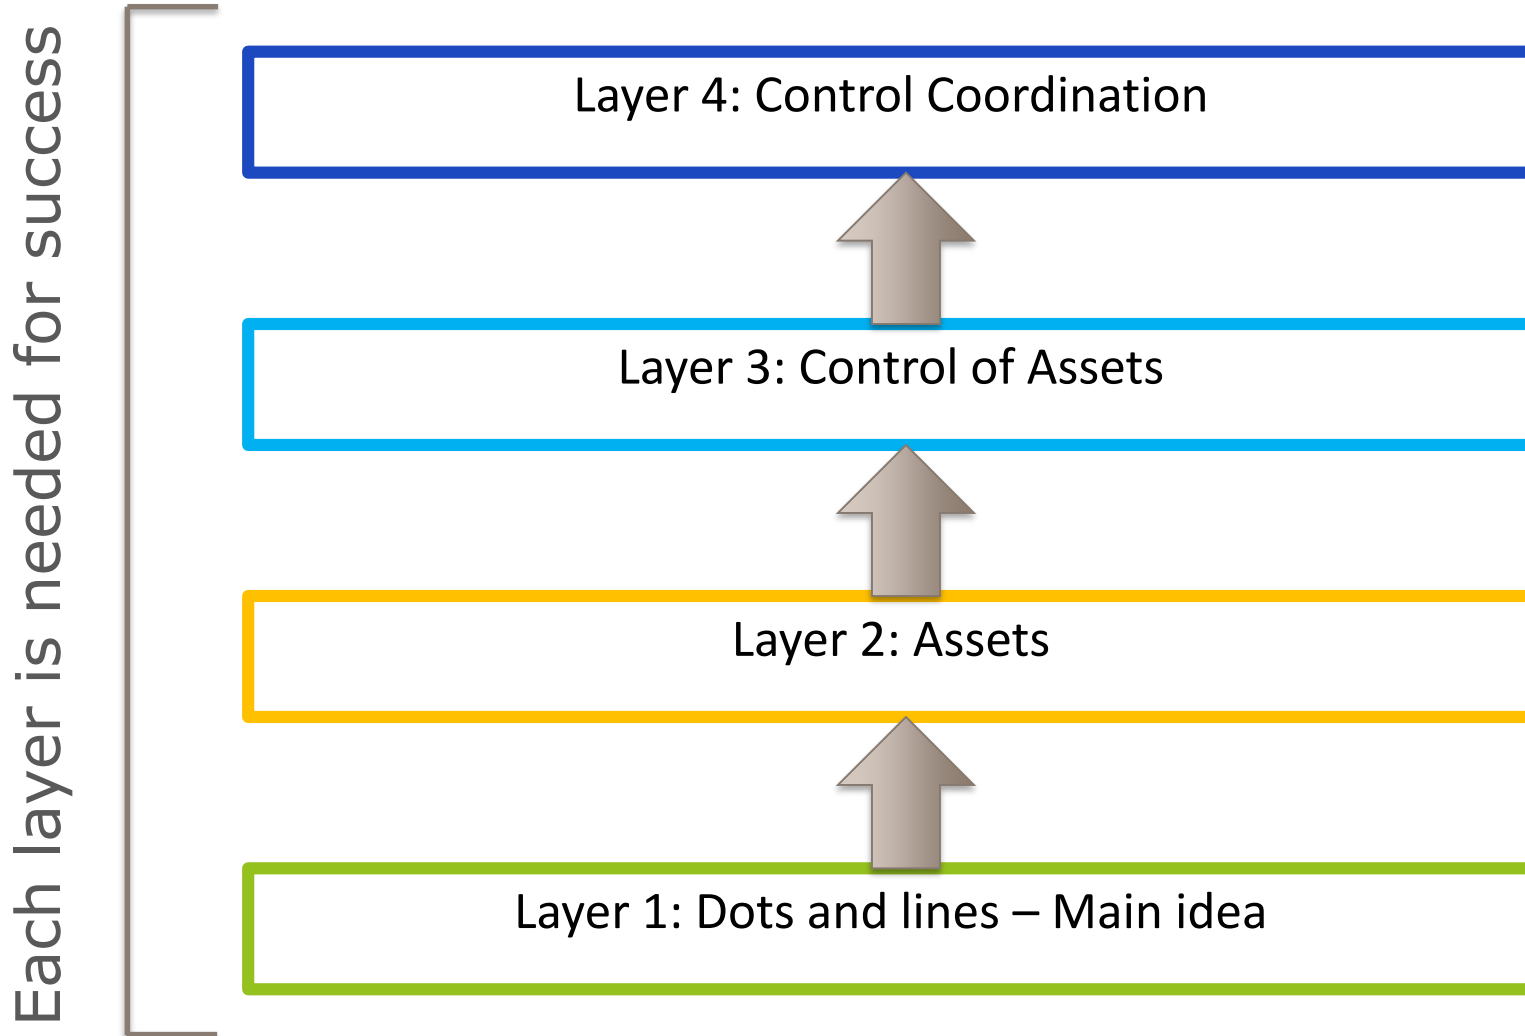 Each layer is needed for success
Layer 4: Control Coordination
Layer 3: Control of Assets
Layer 2: Assets
Layer 1: Dots and lines – Main idea